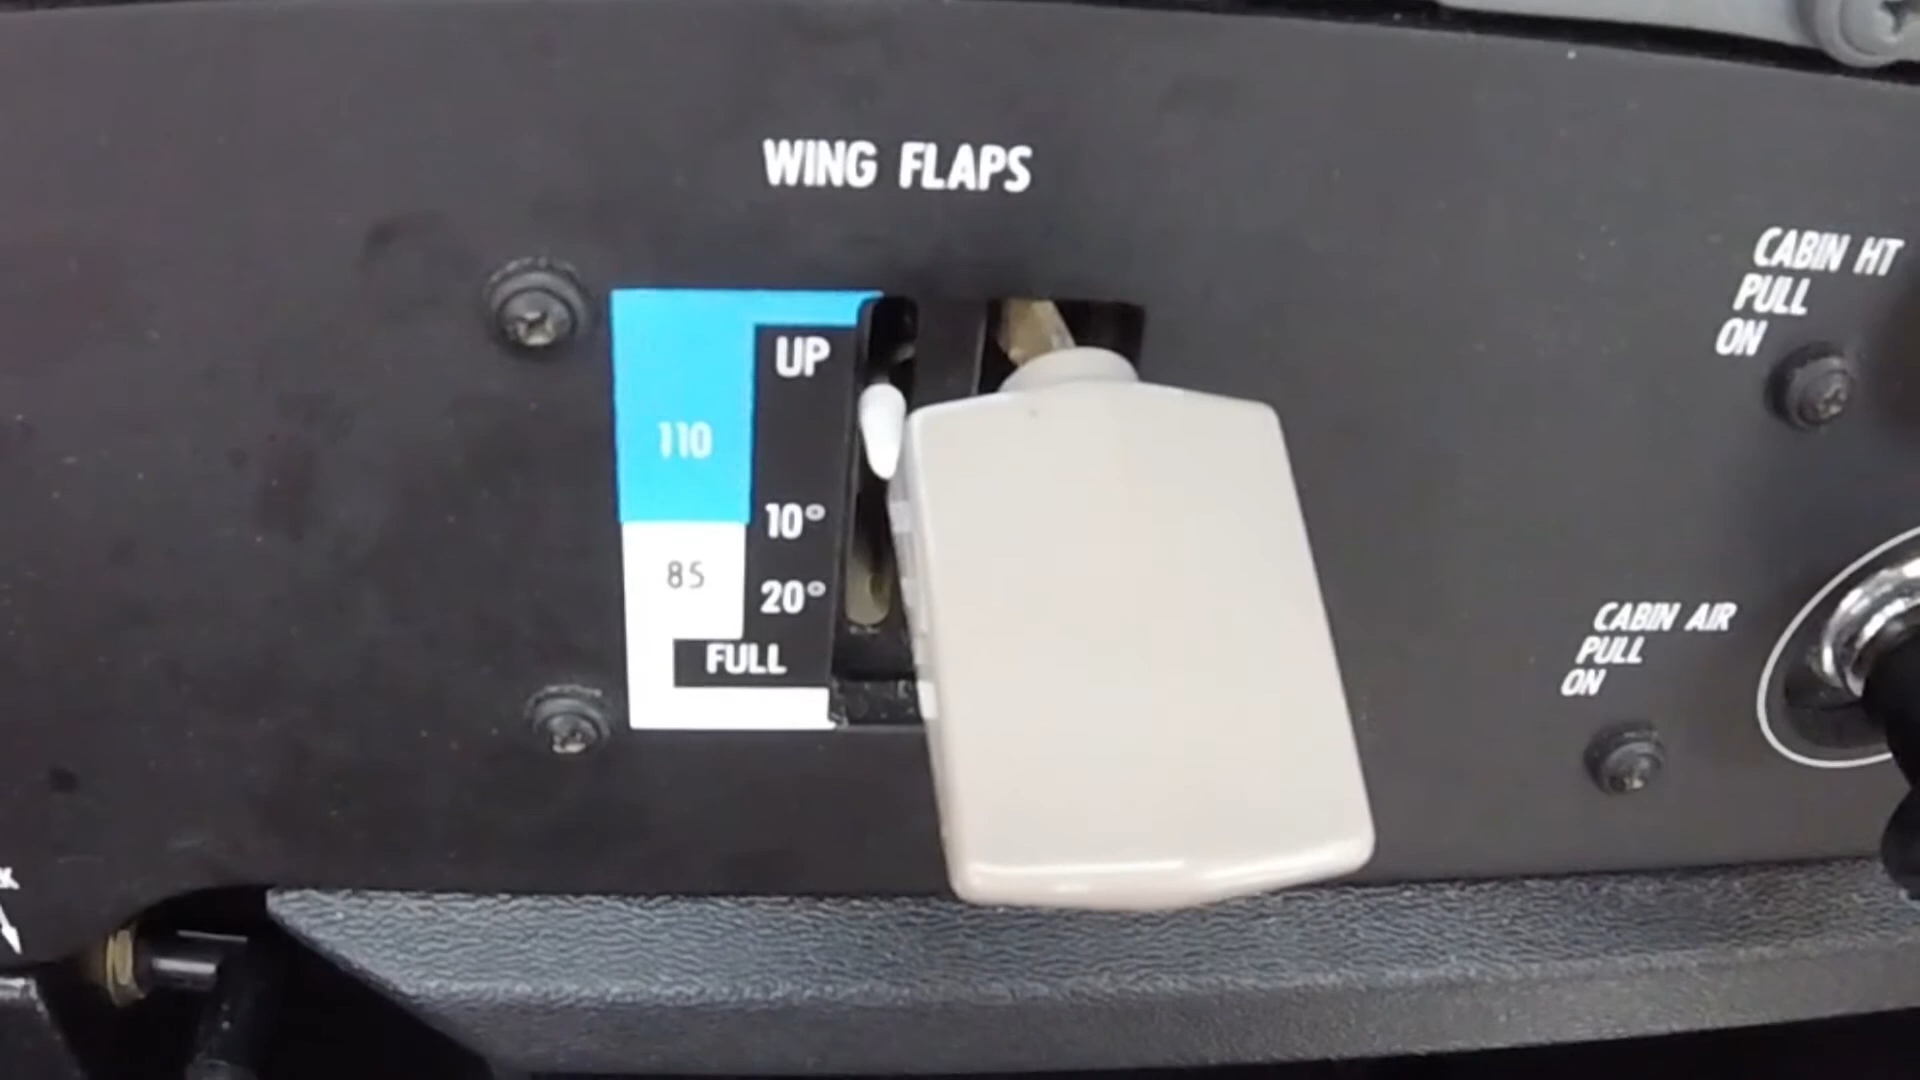 WING FLAPS
UP
110
10°
85
20°
FULL
CABIN HT
PULL
ON
CABIN AIR
PULL
ON